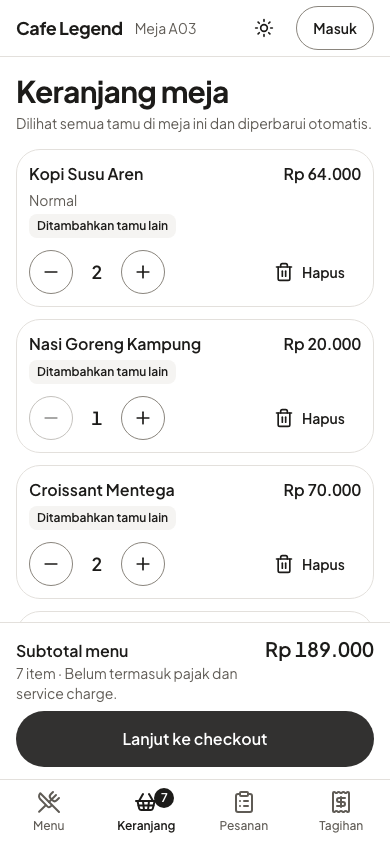 Cafe Legend Meja A03 Masuk
Keranjang meja
Dilihat semua tamu di meja ini dan diperbarui otomatis.
Kopi Susu Aren Rp 64.000
Normal
Ditambahkan tamu lain
2 Hapus
Nasi Goreng Kampung Rp 20.000
Ditambahkan tamu lain
1 Hapus
Croissant Mentega Rp 70.000
Ditambahkan tamu lain
2 Hapus
Subtotal menu Rp 189.000
7 item · Belum termasuk pajak dan
service charge.
Lanjut ke checkout
7
Menu Keranjang Pesanan Tagihan